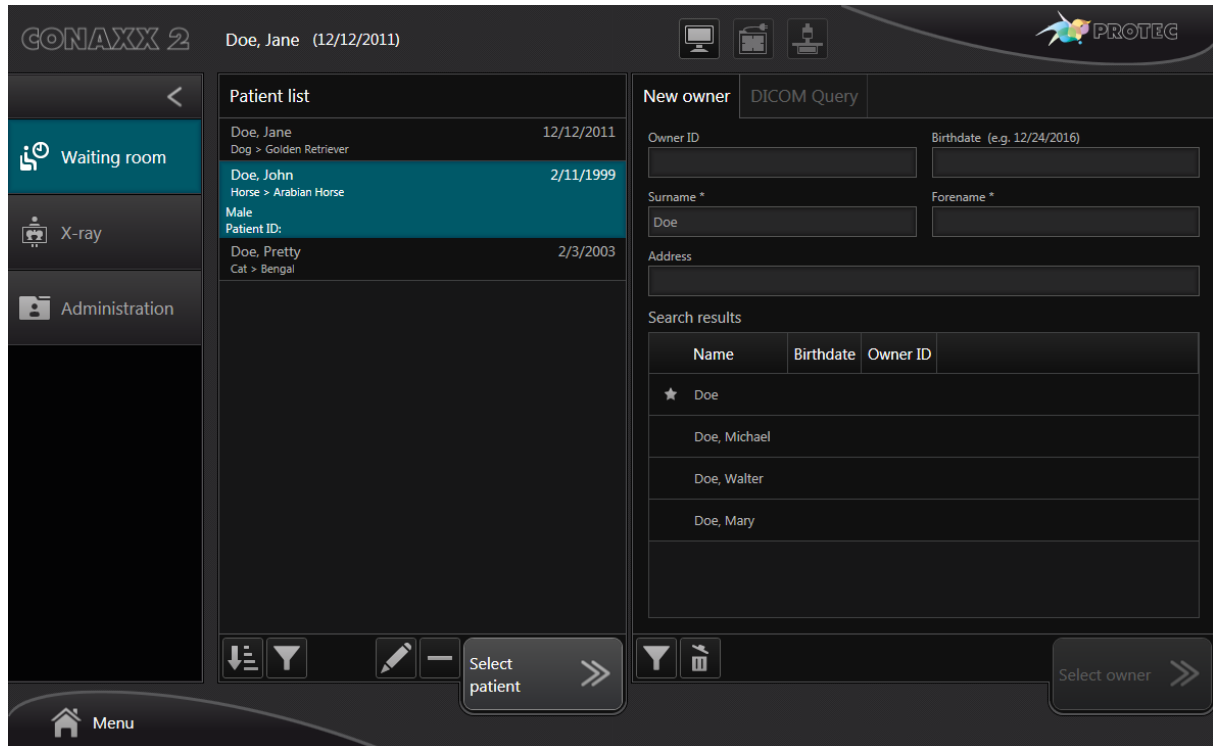 CONAXX 2
Doe, Jane (12/12/2011)
PROTEC
Waiting room
X-ray
Administration
Patient list
Doe, Jane 12/12/2011
Dog > Golden Retriever
Doe, John 2/11/1999
Horse > Arabian Horse
Male
Patient ID:
Doe, Pretty 2/3/2003
Cat > Bengal
Select
patient
New owner DICOM Query
Owner ID Birthdate (e.g. 12/24/2016)
Surname * Forename *
Doe
Address
Search results
Name Birthdate Owner ID
Doe
Doe, Michael
Doe, Walter
Doe, Mary
Select owner
Menu